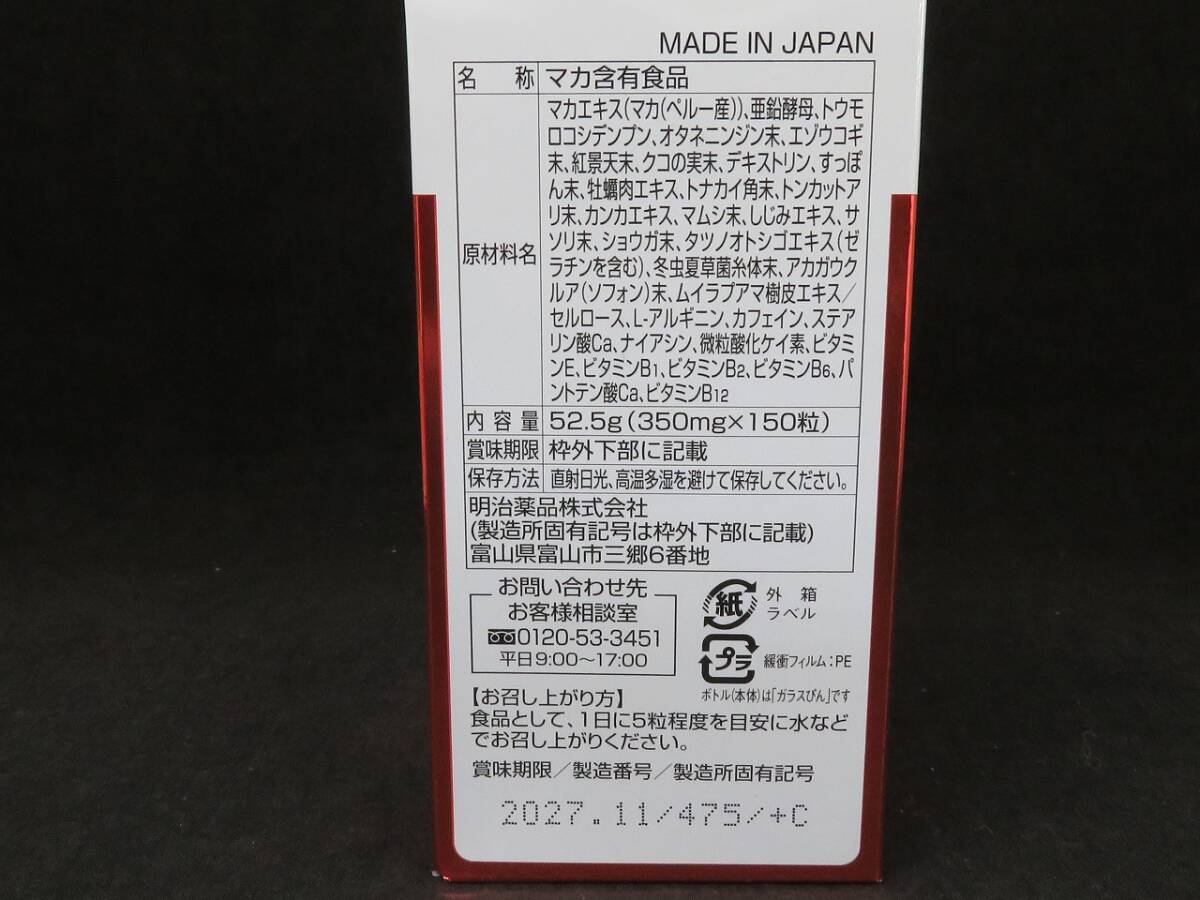 MADE IN JAPAN
名 称 マカ含有食品
原材料名
マカエキス(マカ(ペルー産))、亜鉛酵母、トウモ
ロコシデンプン、オタネニンジン末、エゾウコギ
末、紅景天末、クコの実末、デキストリン、すっぽ
ん末、牡蠣肉エキス、トナカイ角末、トンカットア
リ末、カンカエキス、マムシ末、しじみエキス、サ
ソリ末、ショウガ末、タツノオトシゴエキス(ゼ
ラチンを含む)、冬虫夏草菌糸体末、アカガウク
ルア(ソフォン)末、ムイラプアマ樹皮エキス/
セルロース、L-アルギニン、カフェイン、ステア
リン酸Ca、ナイアシン、微粒酸化ケイ素、ビタミ
ンE、ビタミンB1、ビタミンB2、ビタミンB6、パ
ントテン酸Ca、ビタミンB12
内容量 52.5g(350mg×150粒)
賞味期限 枠外下部に記載
保存方法 直射日光、高温多湿を避けて保存してください。
明治薬品株式会社
(製造所固有記号は枠外下部に記載)
富山県富山市三郷6番地
お問い合わせ先
お客様相談室
0120-53-3451
平日9:00〜17:00
紙 外箱
ラベル
プラ 緩衝フィルム:PE
ボトル(本体)は「ガラスびん」です
【お召し上がり方】
食品として、1日に5粒程度を目安に水など
でお召し上がりください。
賞味期限/製造番号/製造所固有記号
2027.11/475/+C